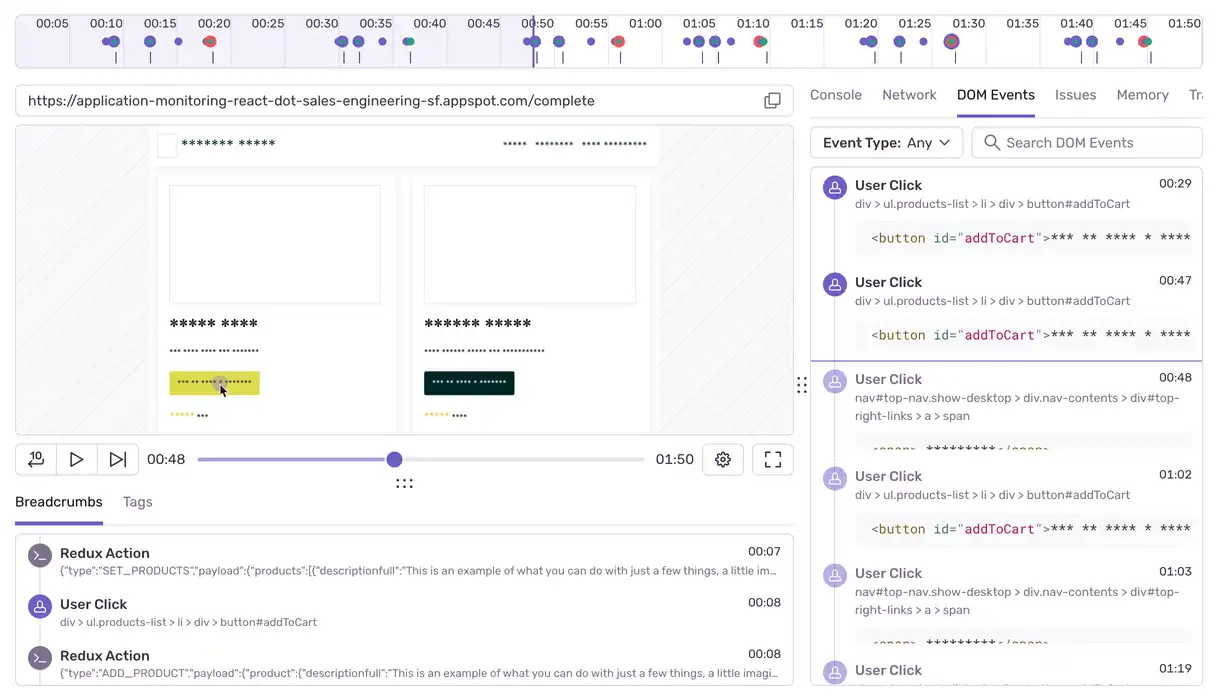 00:05 00:10 00:15 00:20 00:25 00:30 00:35 00:40 00:45 00:50 00:55 01:00 01:05 01:10 01:15 01:20 01:25 01:30 01:35 01:40 01:45 01:50
https://application-monitoring-react-dot-sales-engineering-sf.appspot.com/complete
******* *****
***** ******** **** *********
***** **** ****** *****
*** **** **** *** ******* **** ****** ***** *** ***********
*** ** **** * ******* *** ** **** * *******
***** *** ***** ****
10 00:48 01:50
Breadcrumbs Tags
Redux Action 00:07
{"type":"SET_PRODUCTS","payload":{"products":[{"descriptionfull":"This is an example of what you can do with just a few things, a little im...
User Click 00:08
div > ul.products-list > li > div > button#addToCart
Redux Action 00:08
{"type":"ADD_PRODUCT","payload":{"product":{"descriptionfull":"This is an example of what you can do with just a few things, a little imagi...
Console Network DOM Events Issues Memory Tr
Event Type: Any Search DOM Events
User Click 00:29
div > ul.products-list > li > div > button#addToCart
<button id="addToCart">*** ** **** * ****
User Click 00:47
div > ul.products-list > li > div > button#addToCart
<button id="addToCart">*** ** **** * ****
User Click 00:48
nav#top-nav.show-desktop > div.nav-contents > div#top-
right-links > a > span
<span> *********</span>
User Click 01:02
div > ul.products-list > li > div > button#addToCart
<button id="addToCart">*** ** **** * ****
User Click 01:03
nav#top-nav.show-desktop > div.nav-contents > div#top-
right-links > a > span
<span> *********</span>
User Click 01:19